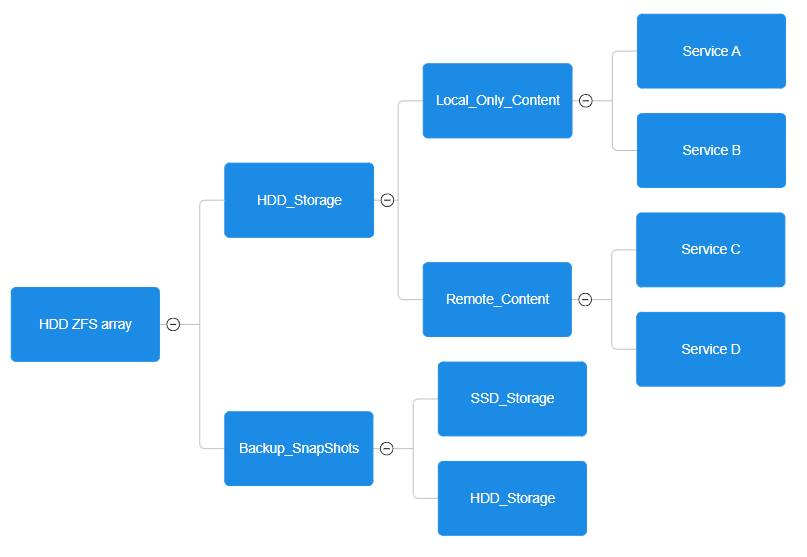 Service A
Local_Only_Content
Service B
HDD_Storage
Service C
Remote_Content
HDD ZFS array
Service D
SSD_Storage
Backup_SnapShots
HDD_Storage